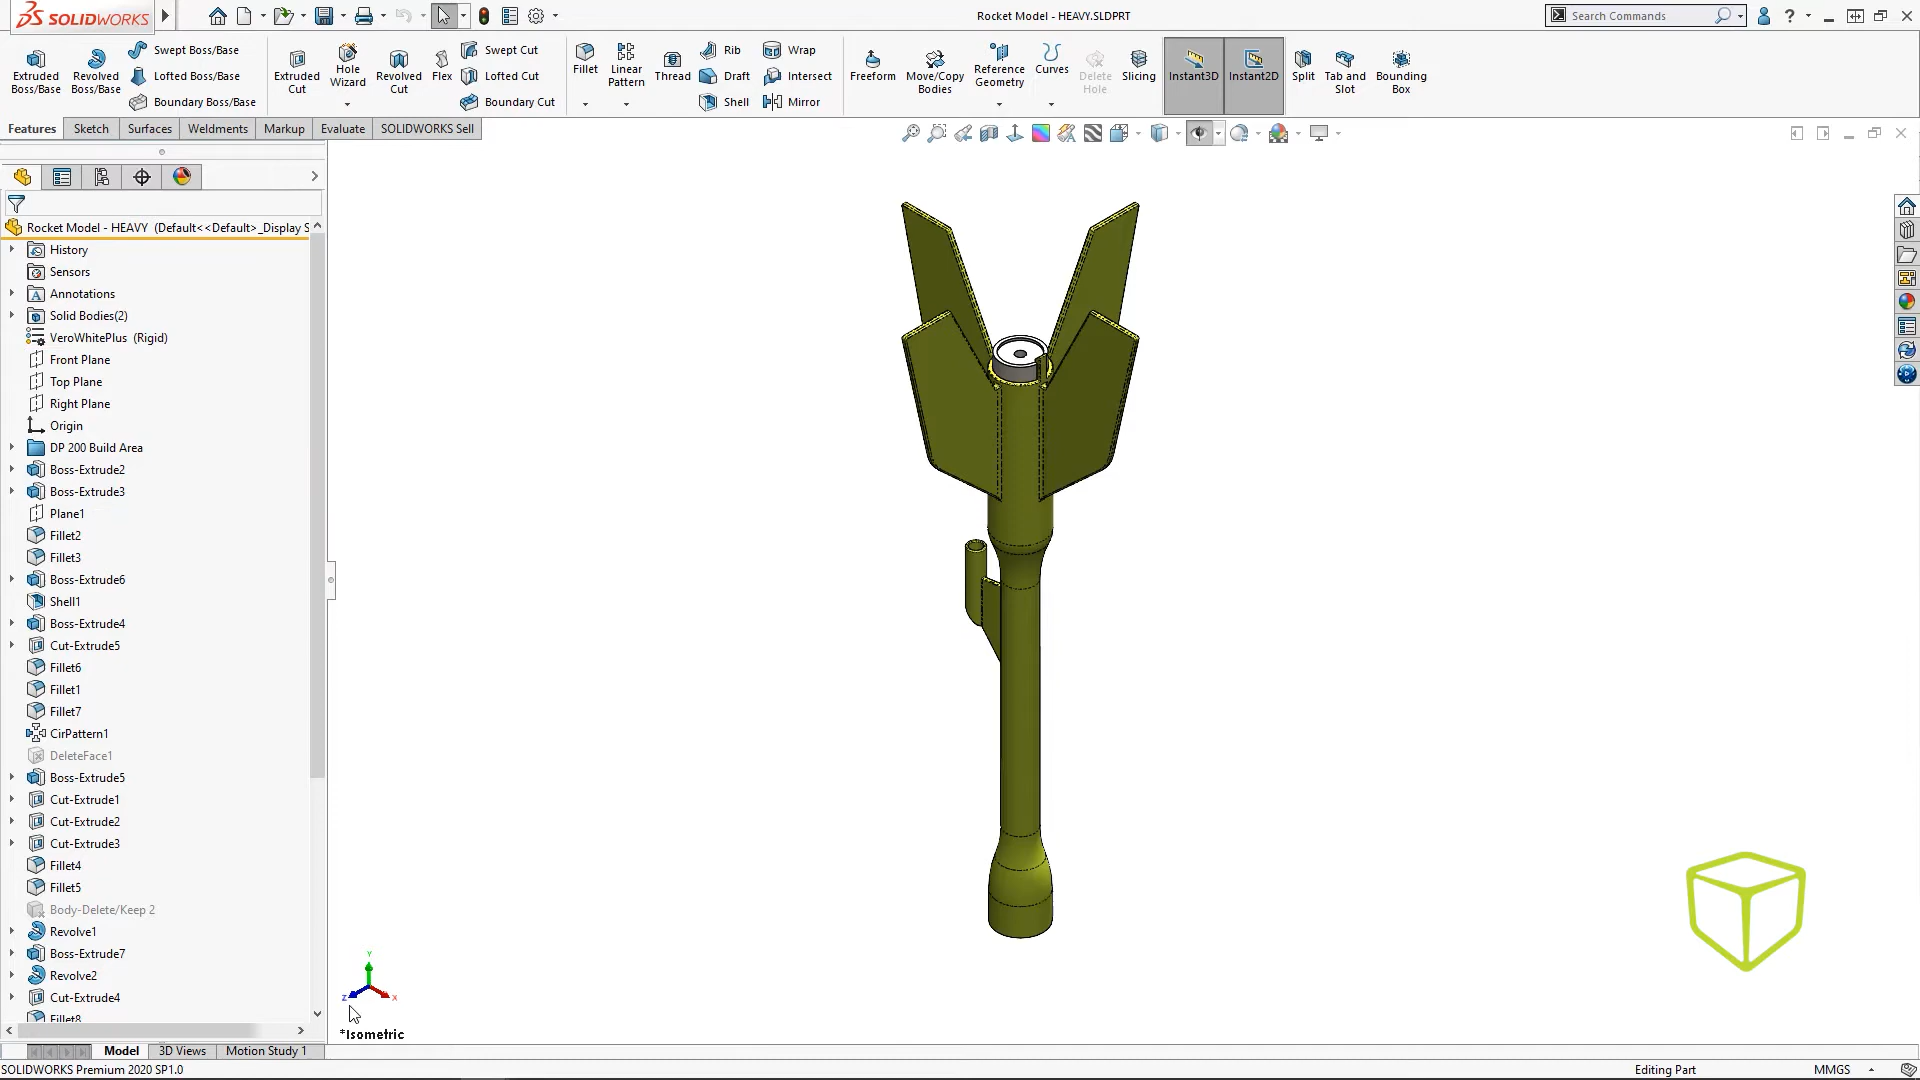 SOLIDWORKS
Rocket Model - HEAVY.SLDPRT
Search Commands
Extruded Boss/Base
Revolved Boss/Base
Swept Boss/Base
Lofted Boss/Base
Boundary Boss/Base
Extruded Cut
Hole Wizard
Revolved Cut
Flex
Swept Cut
Lofted Cut
Boundary Cut
Fillet
Linear Pattern
Thread
Rib
Draft
Shell
Wrap
Intersect
Mirror
Freeform
Move/Copy Bodies
Reference Geometry
Curves
Delete Hole
Slicing
Instant3D
Instant2D
Split
Tab and Slot
Bounding Box
Features
Sketch
Surfaces
Weldments
Markup
Evaluate
SOLIDWORKS Sell
Rocket Model - HEAVY (Default<<Default>_Display S
History
Sensors
Annotations
Solid Bodies(2)
VeroWhitePlus (Rigid)
Front Plane
Top Plane
Right Plane
Origin
DP 200 Build Area
Boss-Extrude2
Boss-Extrude3
Plane1
Fillet2
Fillet3
Boss-Extrude6
Shell1
Boss-Extrude4
Cut-Extrude5
Fillet6
Fillet1
Fillet7
CirPattern1
DeleteFace1
Boss-Extrude5
Cut-Extrude1
Cut-Extrude2
Cut-Extrude3
Fillet4
Fillet5
Body-Delete/Keep 2
Revolve1
Boss-Extrude7
Revolve2
Cut-Extrude4
Fillet8
Y
Z
X
*Isometric
Model
3D Views
Motion Study 1
SOLIDWORKS Premium 2020 SP1.0
Editing Part
MMGS